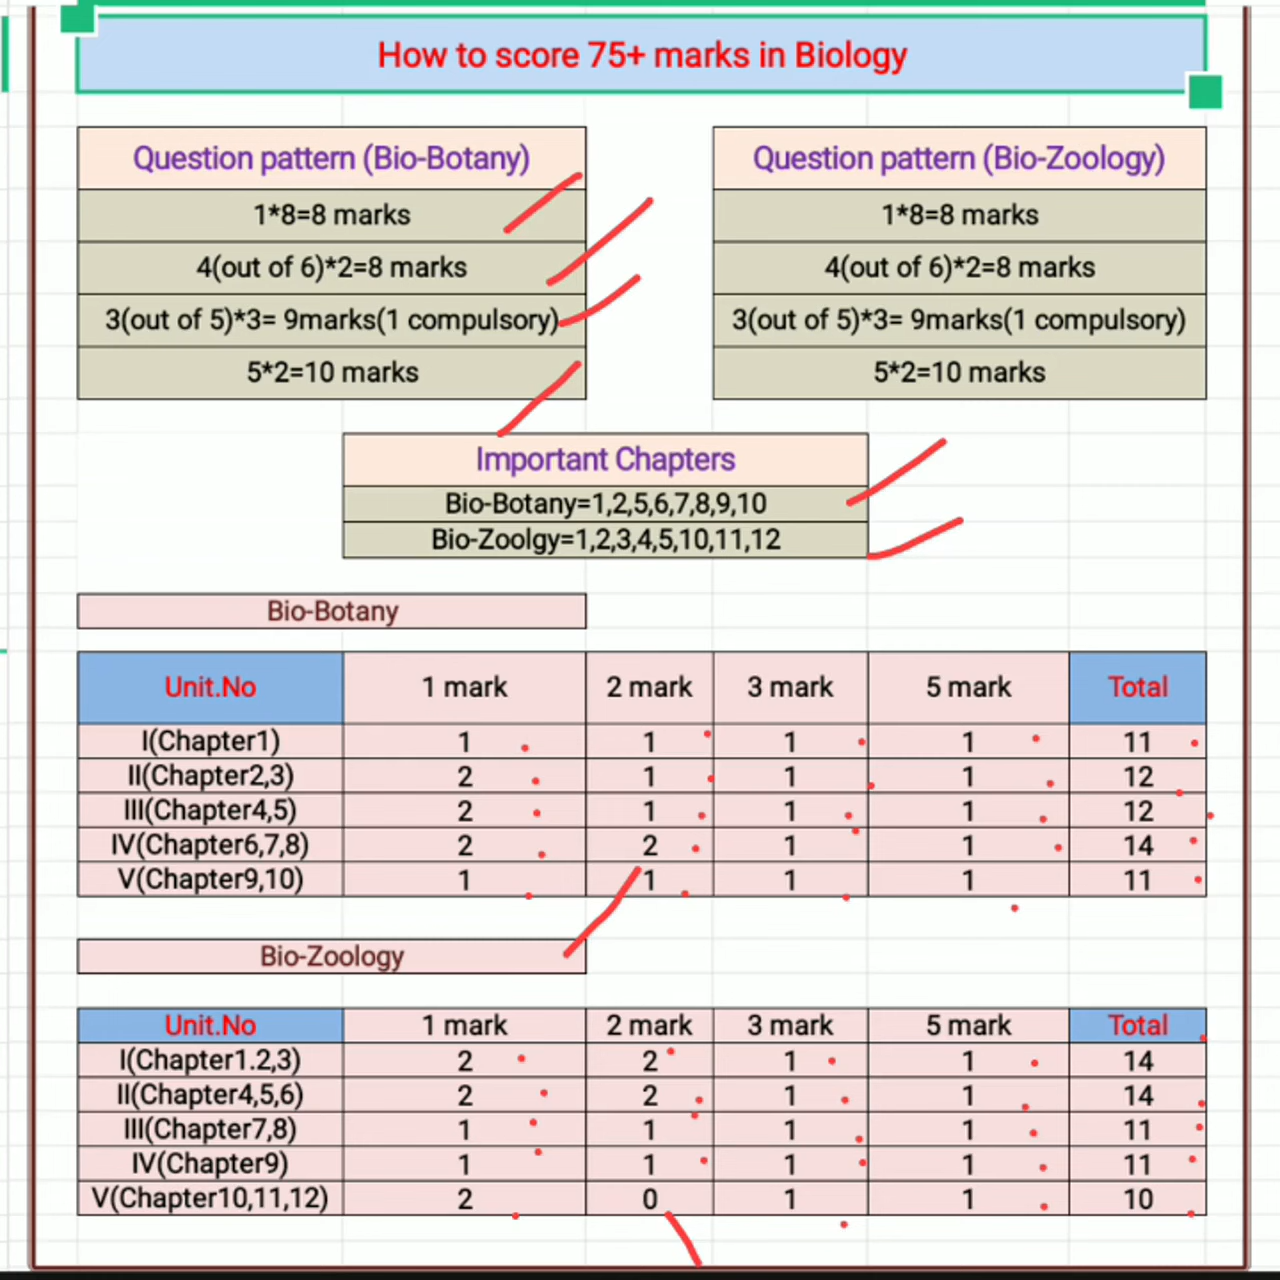 How to score 75+ marks in Biology
Question pattern (Bio-Botany)
1*8=8 marks
4(out of 6)*2=8 marks
3(out of 5)*3= 9marks(1 compulsory)
5*2=10 marks
Question pattern (Bio-Zoology)
1*8=8 marks
4(out of 6)*2=8 marks
3(out of 5)*3= 9marks(1 compulsory)
5*2=10 marks
Important Chapters
Bio-Botany=1,2,5,6,7,8,9,10
Bio-Zoolgy=1,2,3,4,5,10,11,12
Bio-Botany
Unit.No 1 mark 2 mark 3 mark 5 mark Total
I(Chapter1) 1 1 1 1 11
II(Chapter2,3) 2 1 1 1 12
III(Chapter4,5) 2 1 1 1 12
IV(Chapter6,7,8) 2 2 1 1 14
V(Chapter9,10) 1 1 1 1 11
Bio-Zoology
Unit.No 1 mark 2 mark 3 mark 5 mark Total
I(Chapter1.2,3) 2 2 1 1 14
II(Chapter4,5,6) 2 2 1 1 14
III(Chapter7,8) 1 1 1 1 11
IV(Chapter9) 1 1 1 1 11
V(Chapter10,11,12) 2 0 1 1 10